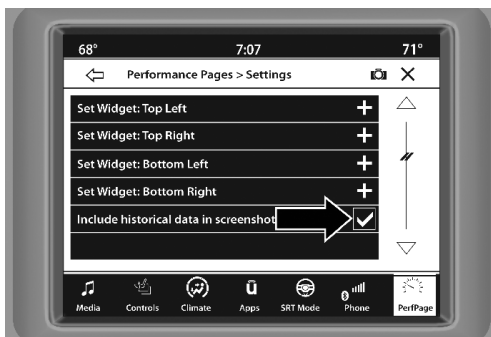 68° 7:07 71°
Performance Pages > Settings
Set Widget: Top Left
Set Widget: Top Right
Set Widget: Bottom Left
Set Widget: Bottom Right
Include historical data in screenshot
Media Controls Climate Apps SRT Mode Phone PerfPage